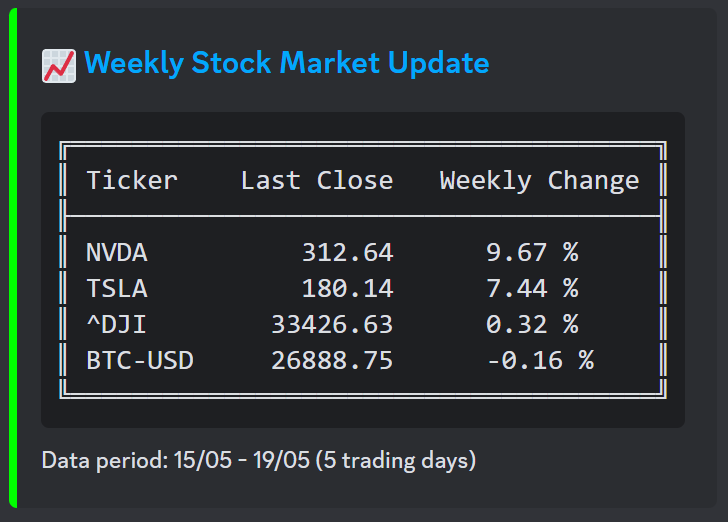 Weekly Stock Market Update
Ticker Last Close Weekly Change
NVDA 312.64 9.67 %
TSLA 180.14 7.44 %
^DJI 33426.63 0.32 %
BTC-USD 26888.75 -0.16 %
Data period: 15/05 - 19/05 (5 trading days)